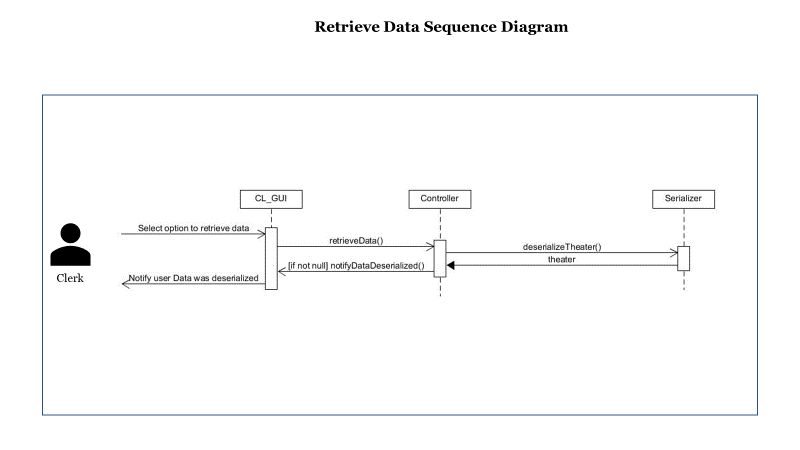 Retrieve Data Sequence Diagram
CL_GUI
Controller
Serializer
Select option to retrieve data
retrieveData()
deserializeTheater()
theater
[if not null] notifyDataDeserialized()
Notify user Data was deserialized
Clerk